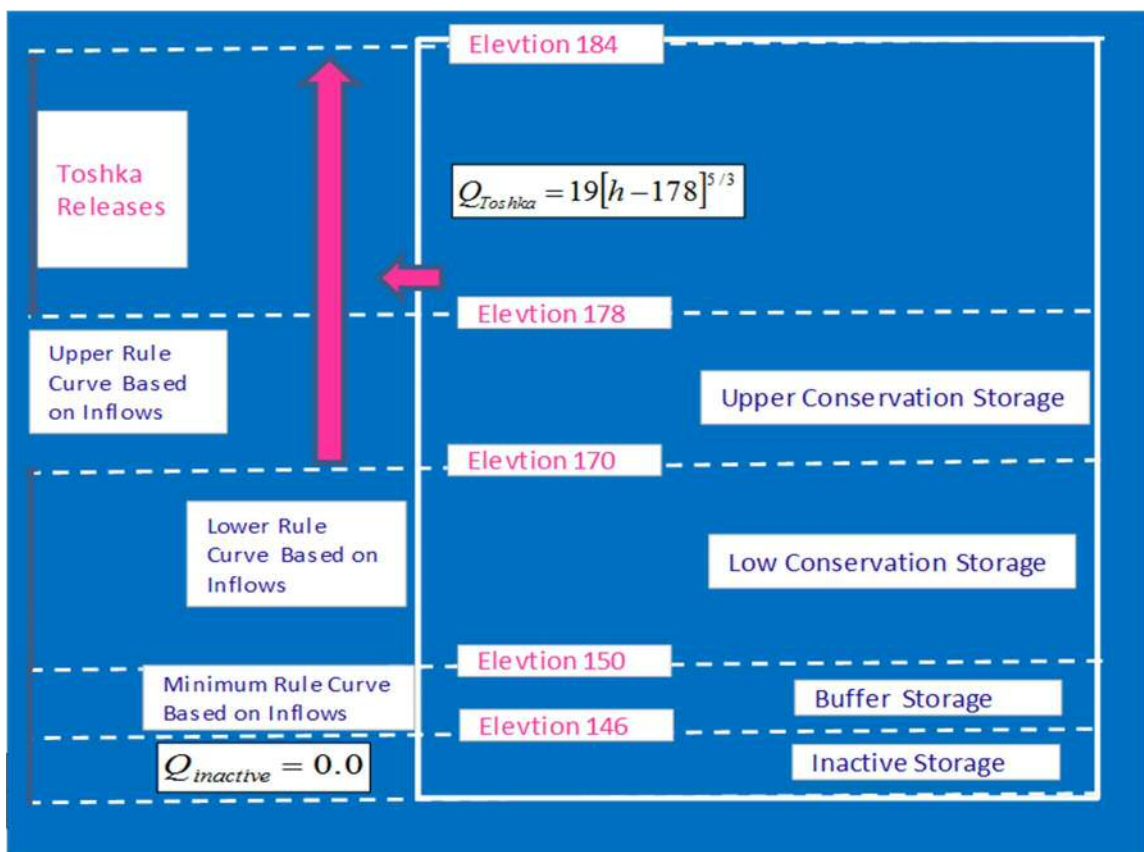 Elevtion 184
Toshka
Releases
Q_Toshka = 19[h−178]^5/3
Elevtion 178
Upper Rule
Curve Based
on Inflows
Upper Conservation Storage
Elevtion 170
Lower Rule
Curve Based on
Inflows
Low Conservation Storage
Elevtion 150
Minimum Rule Curve
Based on Inflows
Buffer Storage
Elevtion 146
Q_inactive = 0.0
Inactive Storage